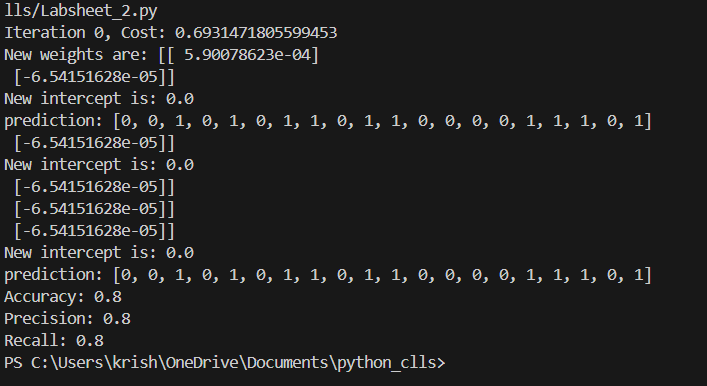 lls/Labsheet_2.py
Iteration 0, Cost: 0.6931471805599453
New weights are: [[ 5.90078623e-04]
 [-6.54151628e-05]]
New intercept is: 0.0
prediction: [0, 0, 1, 0, 1, 0, 1, 1, 0, 1, 1, 0, 0, 0, 0, 1, 1, 1, 0, 1]
 [-6.54151628e-05]]
New intercept is: 0.0
 [-6.54151628e-05]]
 [-6.54151628e-05]]
 [-6.54151628e-05]]
New intercept is: 0.0
prediction: [0, 0, 1, 0, 1, 0, 1, 1, 0, 1, 1, 0, 0, 0, 0, 1, 1, 1, 0, 1]
Accuracy: 0.8
Precision: 0.8
Recall: 0.8
PS C:\Users\krish\OneDrive\Documents\python_clls>